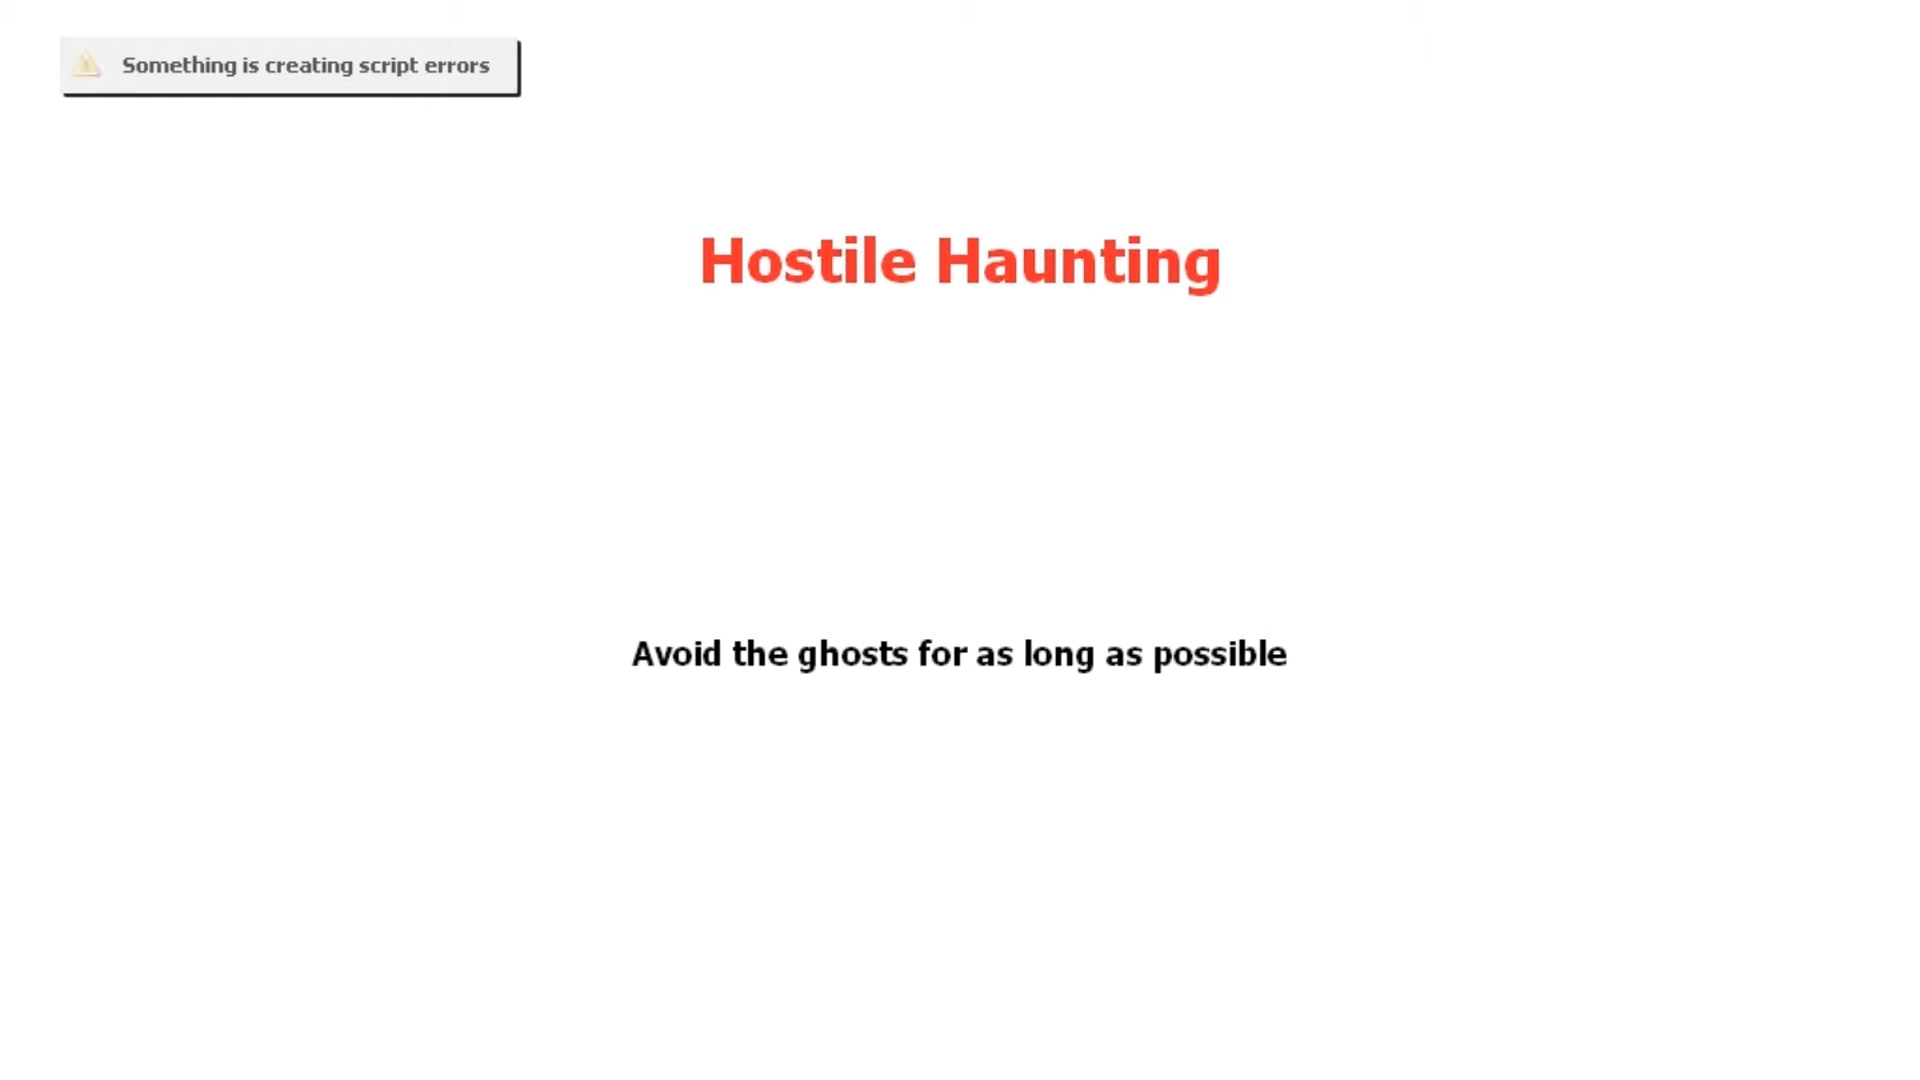 Something is creating script errors
Hostile Haunting
Avoid the ghosts for as long as possible